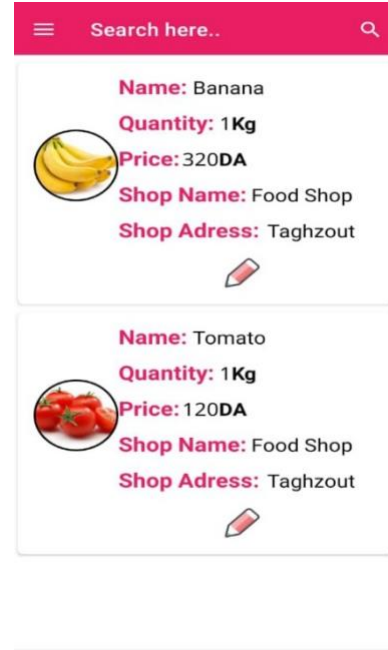 Search here..
Name: Banana
Quantity: 1Kg
Price: 320DA
Shop Name: Food Shop
Shop Adress: Taghzout
Name: Tomato
Quantity: 1Kg
Price: 120DA
Shop Name: Food Shop
Shop Adress: Taghzout